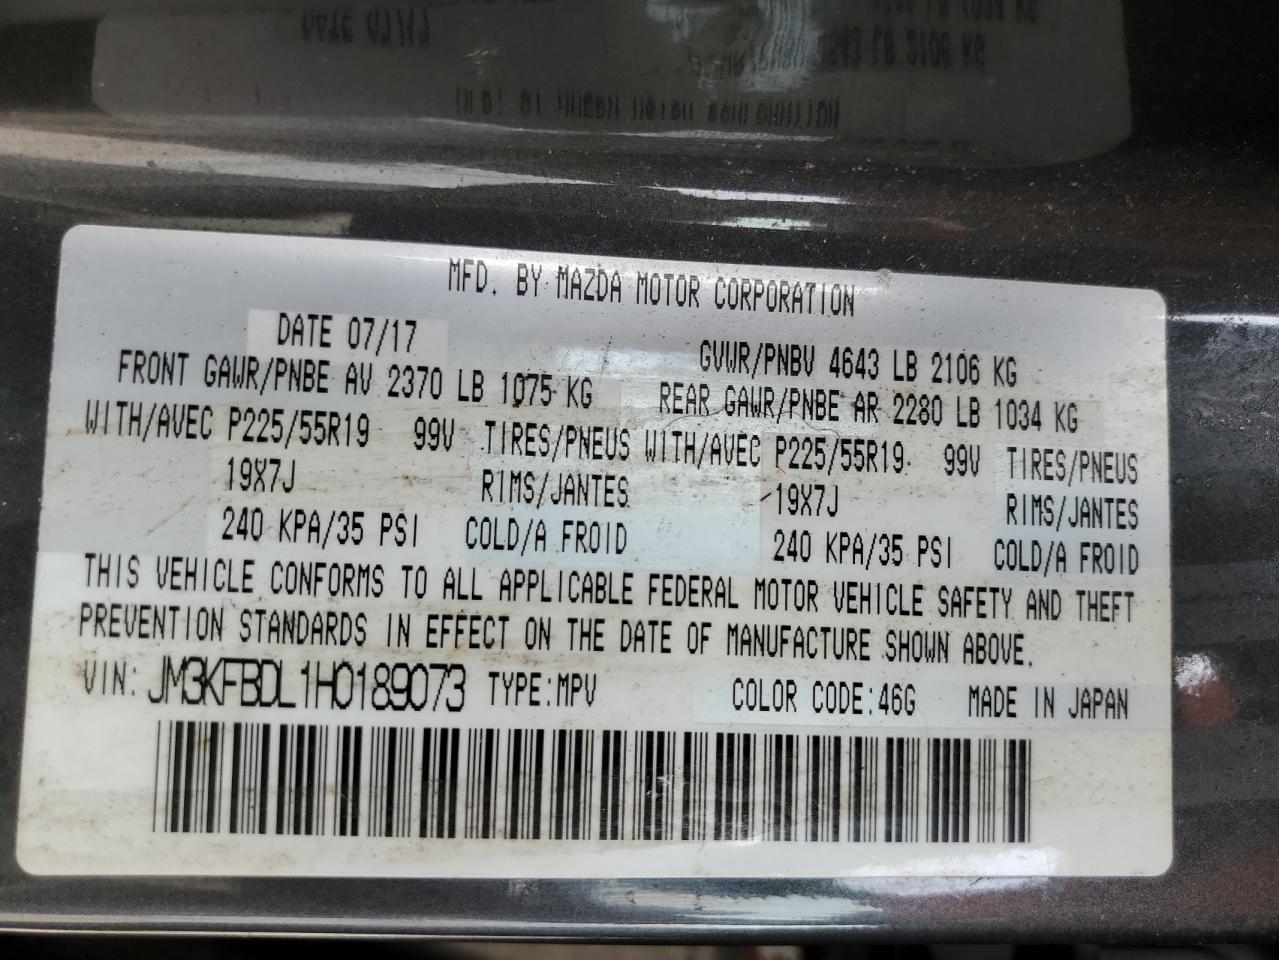 MFD. BY MAZDA MOTOR CORPORATION
DATE 07/17 GVWR/PNBV 4643 LB 2106 KG
FRONT GAWR/PNBE AV 2370 LB 1075 KG REAR GAWR/PNBE AR 2280 LB 1034 KG
WITH/AVEC P225/55R19 99V TIRES/PNEUS WITH/AVEC P225/55R19 99V TIRES/PNEUS
19X7J RIMS/JANTES 19X7J RIMS/JANTES
240 KPA/35 PSI COLD/A FROID 240 KPA/35 PSI COLD/A FROID
THIS VEHICLE CONFORMS TO ALL APPLICABLE FEDERAL MOTOR VEHICLE SAFETY AND THEFT
PREVENTION STANDARDS IN EFFECT ON THE DATE OF MANUFACTURE SHOWN ABOVE.
VIN: JM3KFBDL1H0189073 TYPE:MPV COLOR CODE:46G MADE IN JAPAN